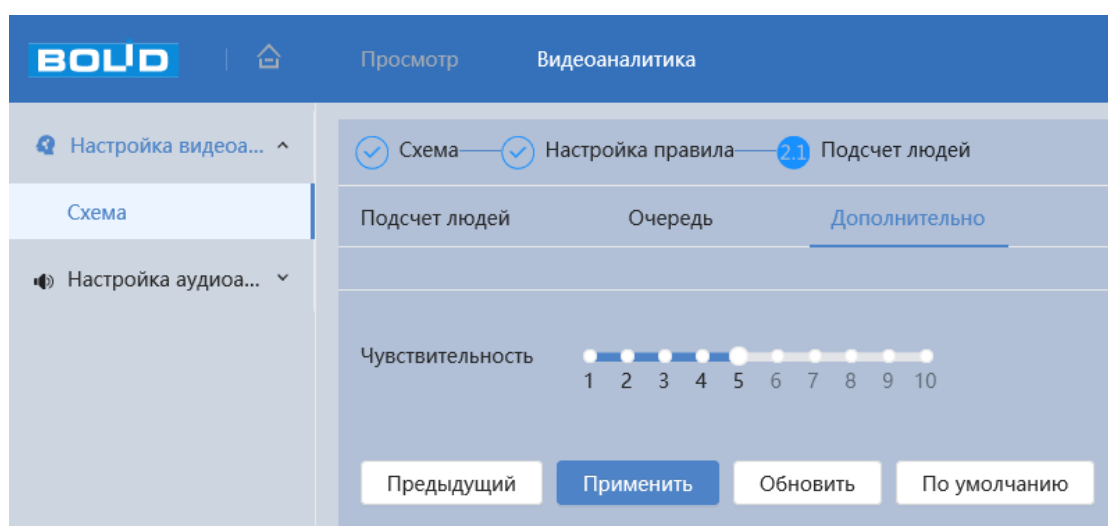 BOLID
Просмотр Видеоаналитика
Настройка видеоа...
Схема Настройка правила 2.1 Подсчет людей
Схема
Подсчет людей Очередь Дополнительно
Настройка аудиоа...
Чувствительность
1 2 3 4 5 6 7 8 9 10
Предыдущий Применить Обновить По умолчанию